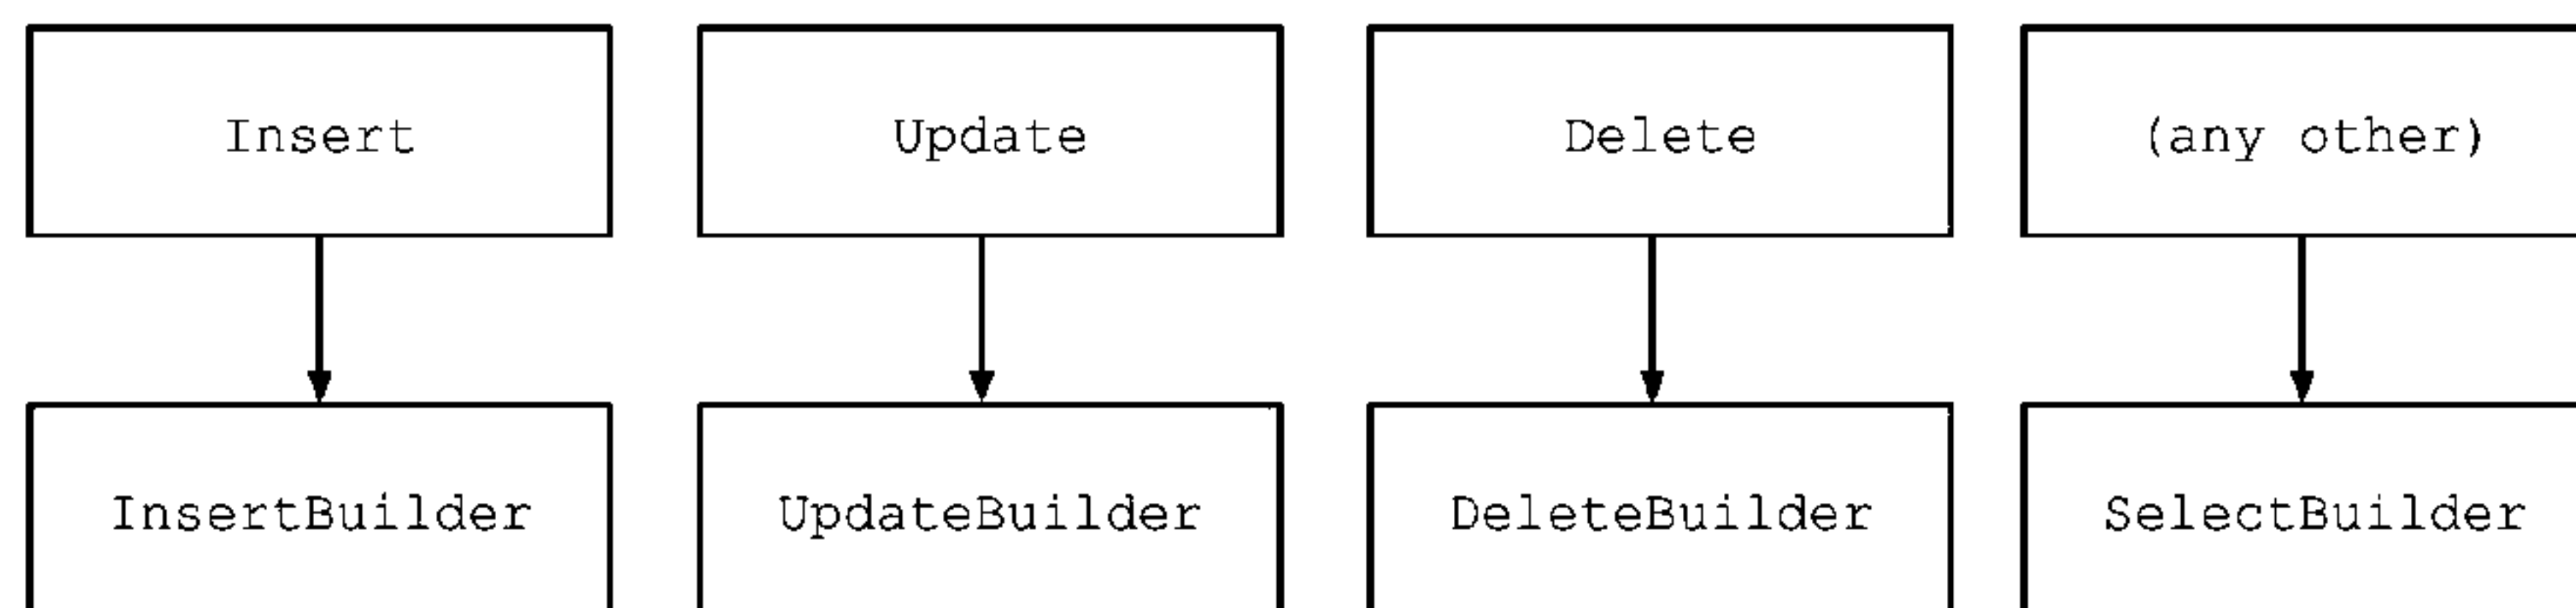 Insert
Update
Delete
(any other)
InsertBuilder
UpdateBuilder
DeleteBuilder
SelectBuilder